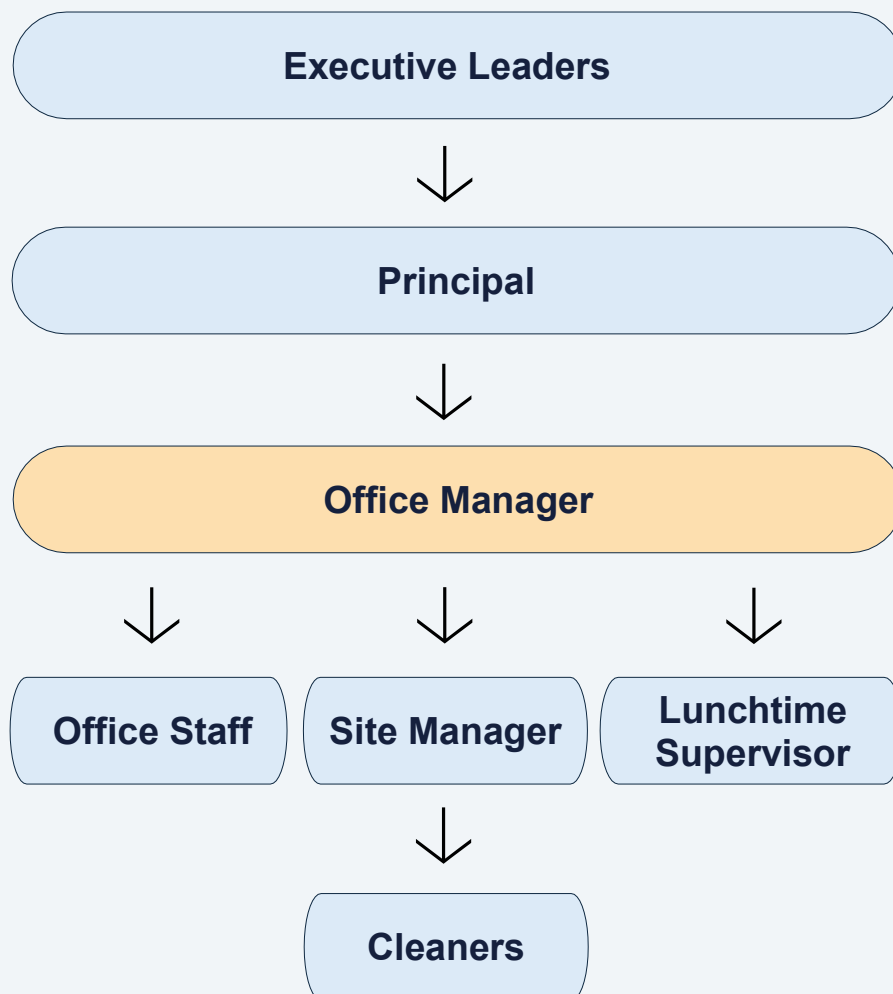 Executive Leaders
Principal
Office Manager
Office Staff
Site Manager
Lunchtime
Supervisor
Cleaners